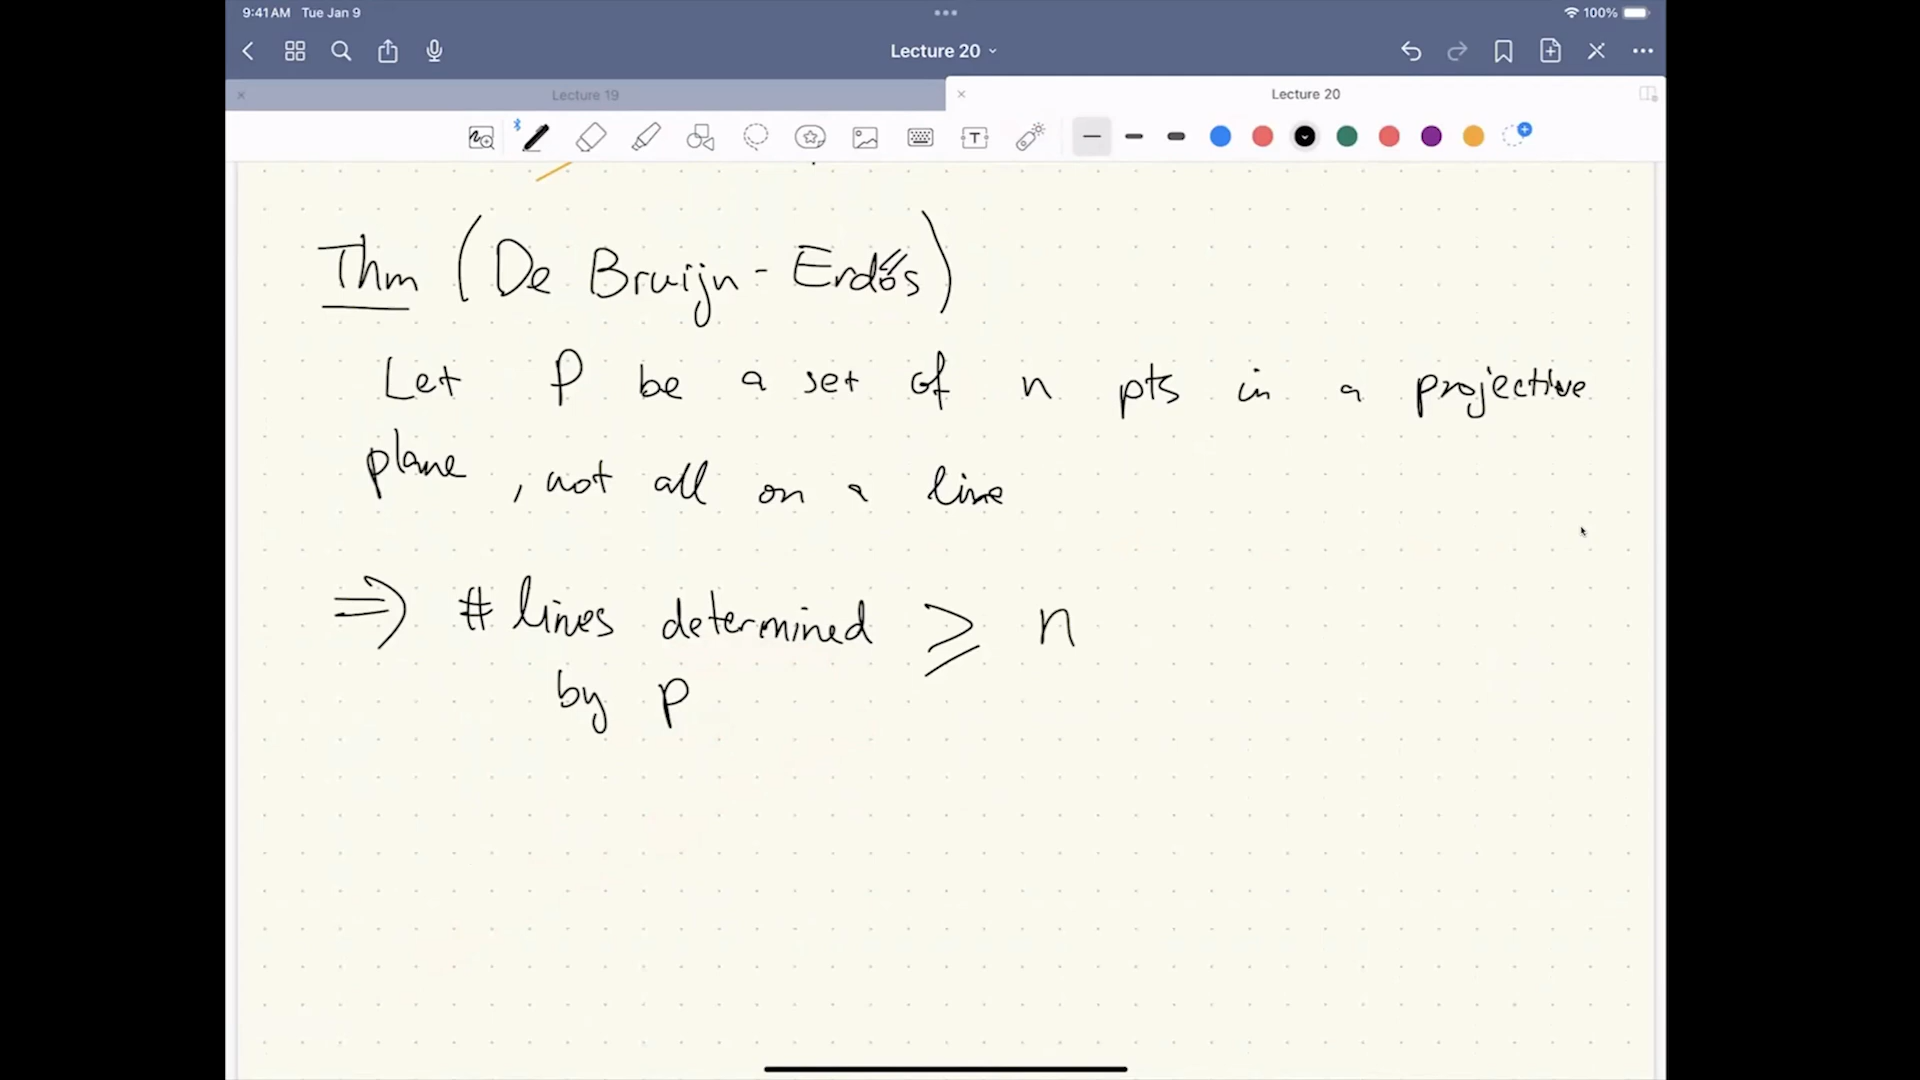 9:41 AM Tue Jan 9
100%
Lecture 20
Lecture 19
Lecture 20
T
Thm (De Bruijn - Erdős)
Let P be a set of n pts in a projective
plane, not all on a line
⇒ # lines determined ≥ n
by P